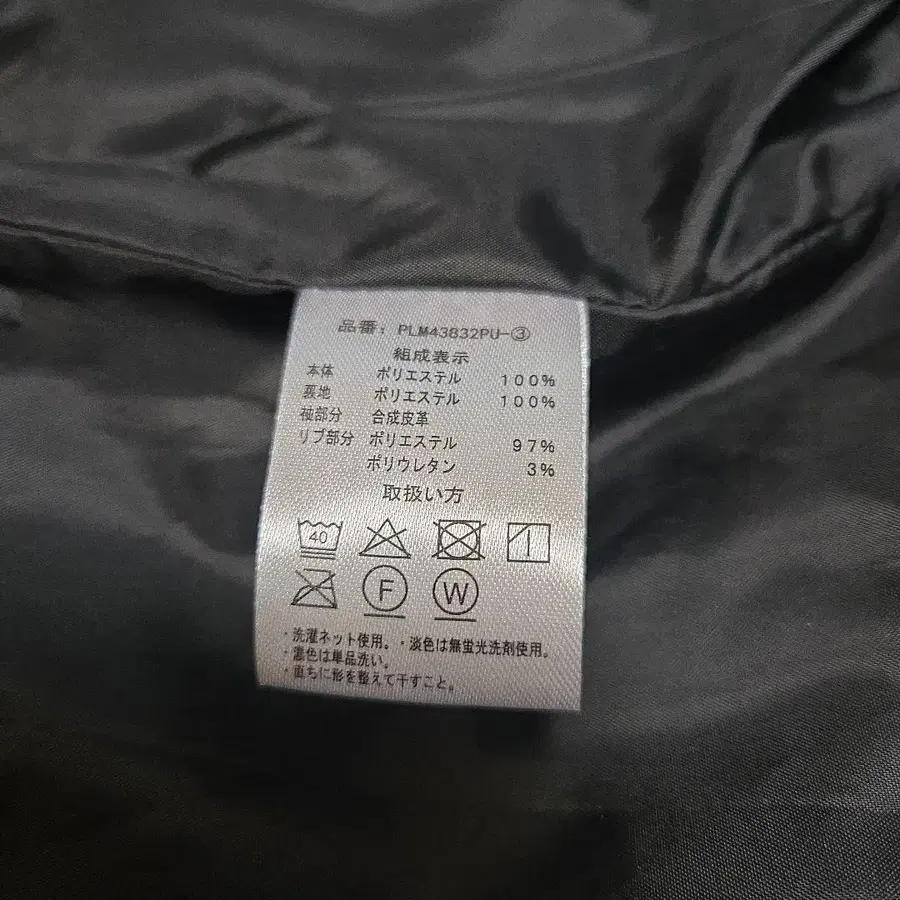 品番: PLM43832PU-③
組成表示
本体 ポリエステル 100%
裏地 ポリエステル 100%
袖部分 合成皮革
リブ部分 ポリエステル 97%
ポリウレタン 3%
取扱い方
40
F W
・洗濯ネット使用。・淡色は無蛍光洗剤使用。
・濃色は単品洗い。
・直ちに形を整えて干すこと。